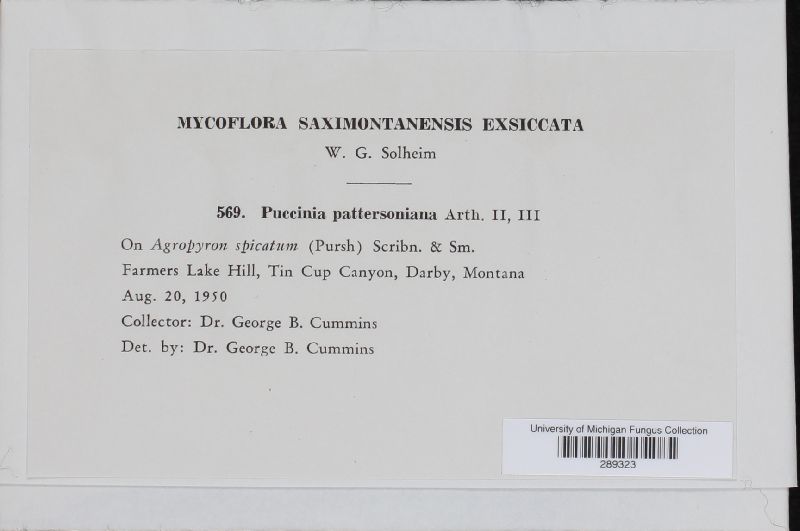 MYCOFLORA SAXIMONTANENSIS EXSICCATA
W. G. Solheim
569. Puccinia pattersoniana Arth. II, III
On Agropyron spicatum (Pursh) Scribn. & Sm.
Farmers Lake Hill, Tin Cup Canyon, Darby, Montana
Aug. 20, 1950
Collector: Dr. George B. Cummins
Det. by: Dr. George B. Cummins
University of Michigan Fungus Collection
289323